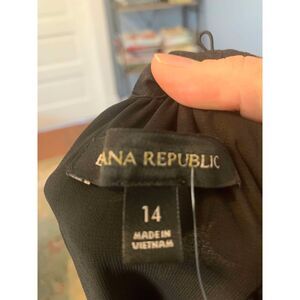 ANA REPUBLIC
14
MADE IN
VIETNAM